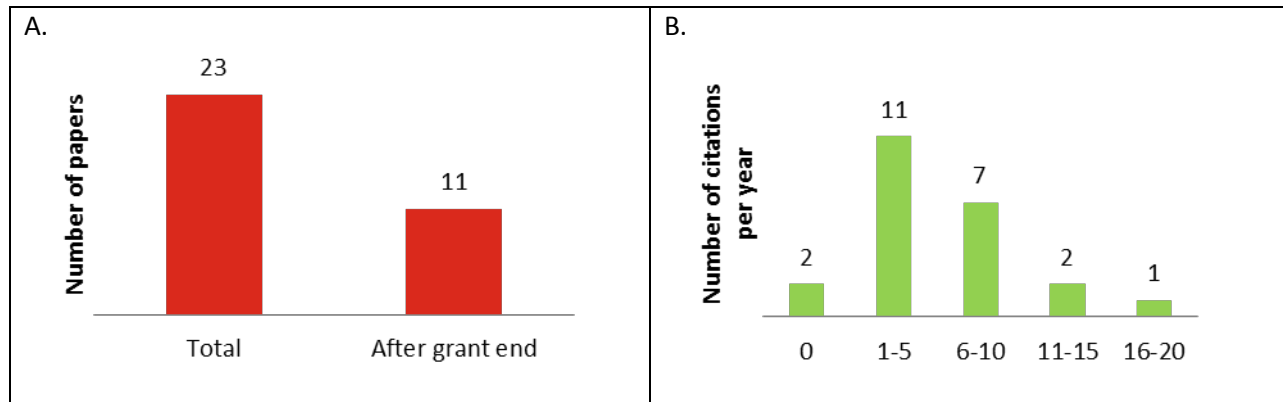 A.
Number of papers
23
11
Total
After grant end
B.
Number of citations
per year
2
11
7
2
1
0
1-5
6-10
11-15
16-20